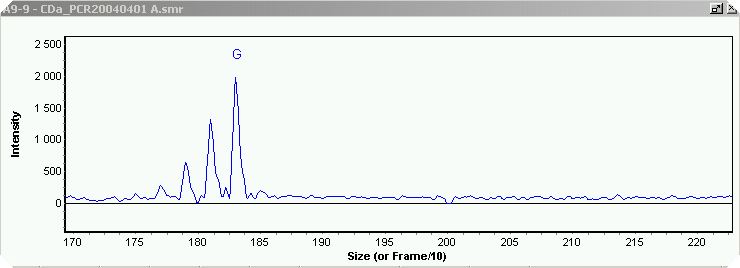 A9-9 - CDa_PCR20040401 A.smr
2 500
G
2 000
1 500
1 000
500
0
Intensity
170 175 180 185 190 195 200 205 210 215 220
Size (or Frame/10)